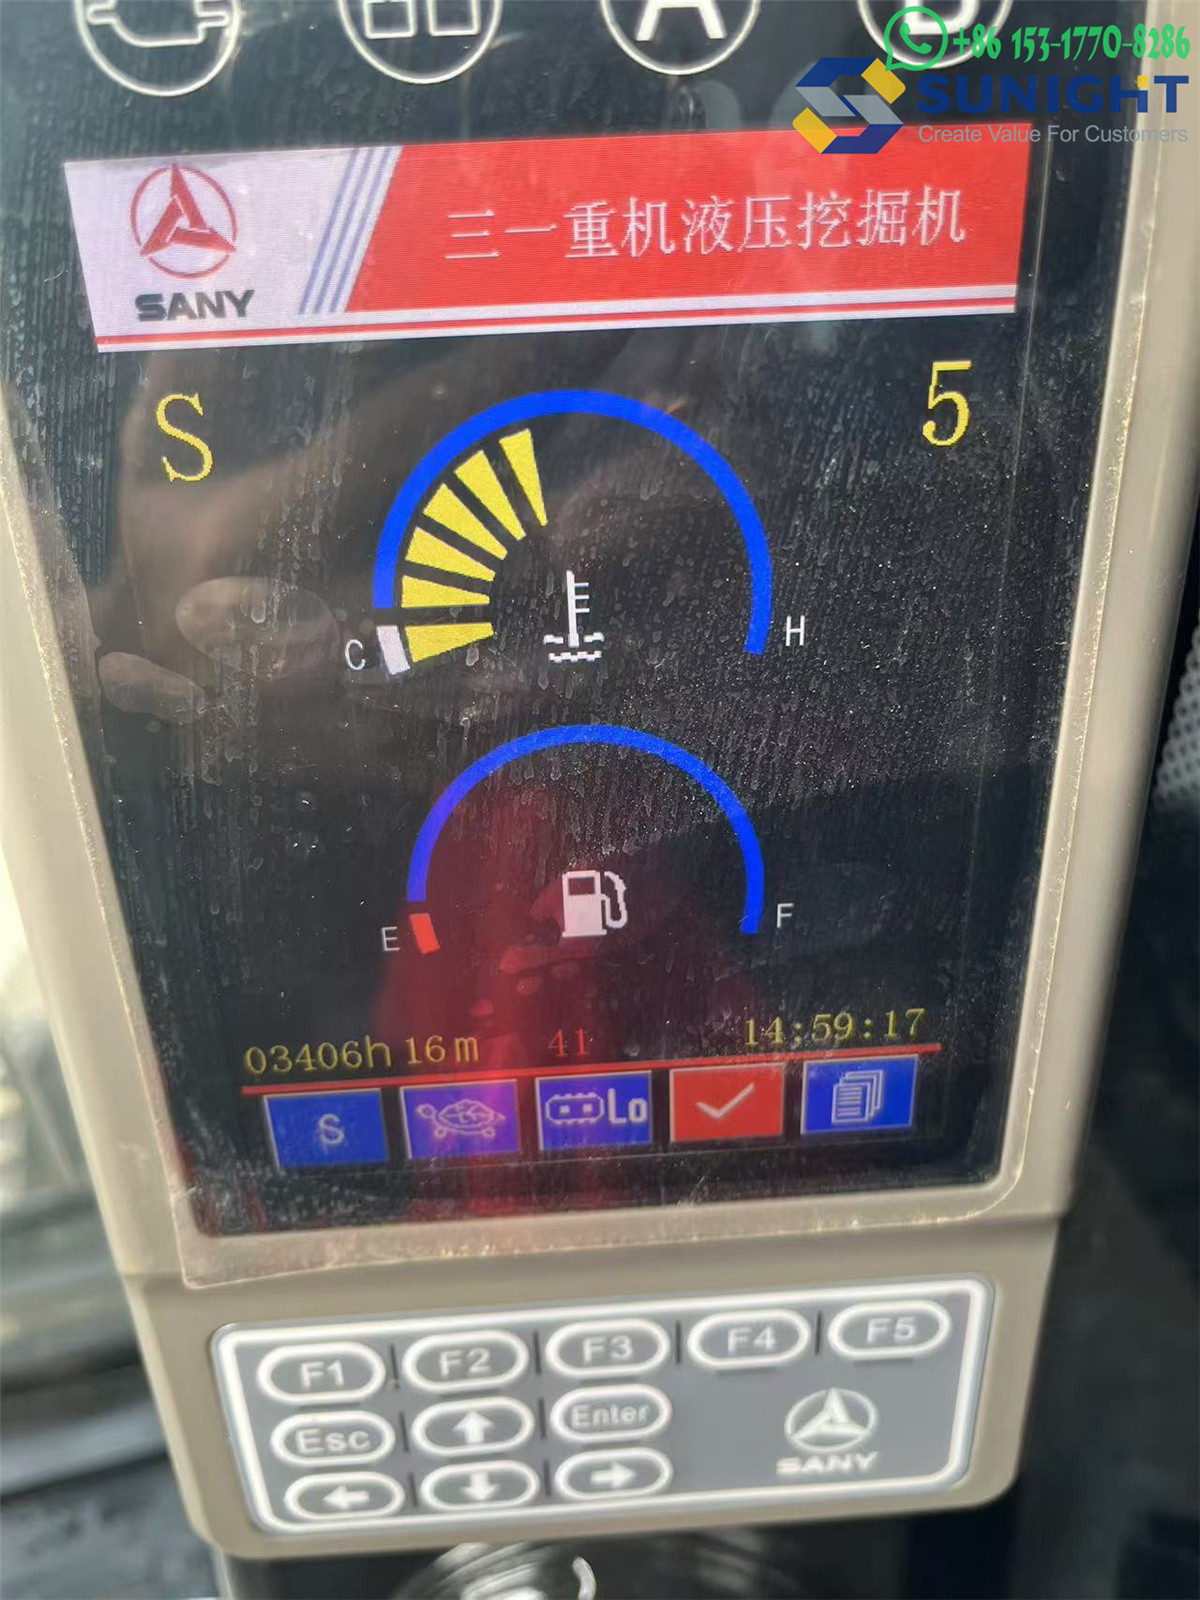 A
B
+86 153-1770-8286
SUNIGHT
Create Value For Customers
SANY
三一重机液压挖掘机
S
5
C
H
E
F
03406h 16m
41
14:59:17
S
Lo
F1
F2
F3
F4
F5
Esc
Enter
SANY